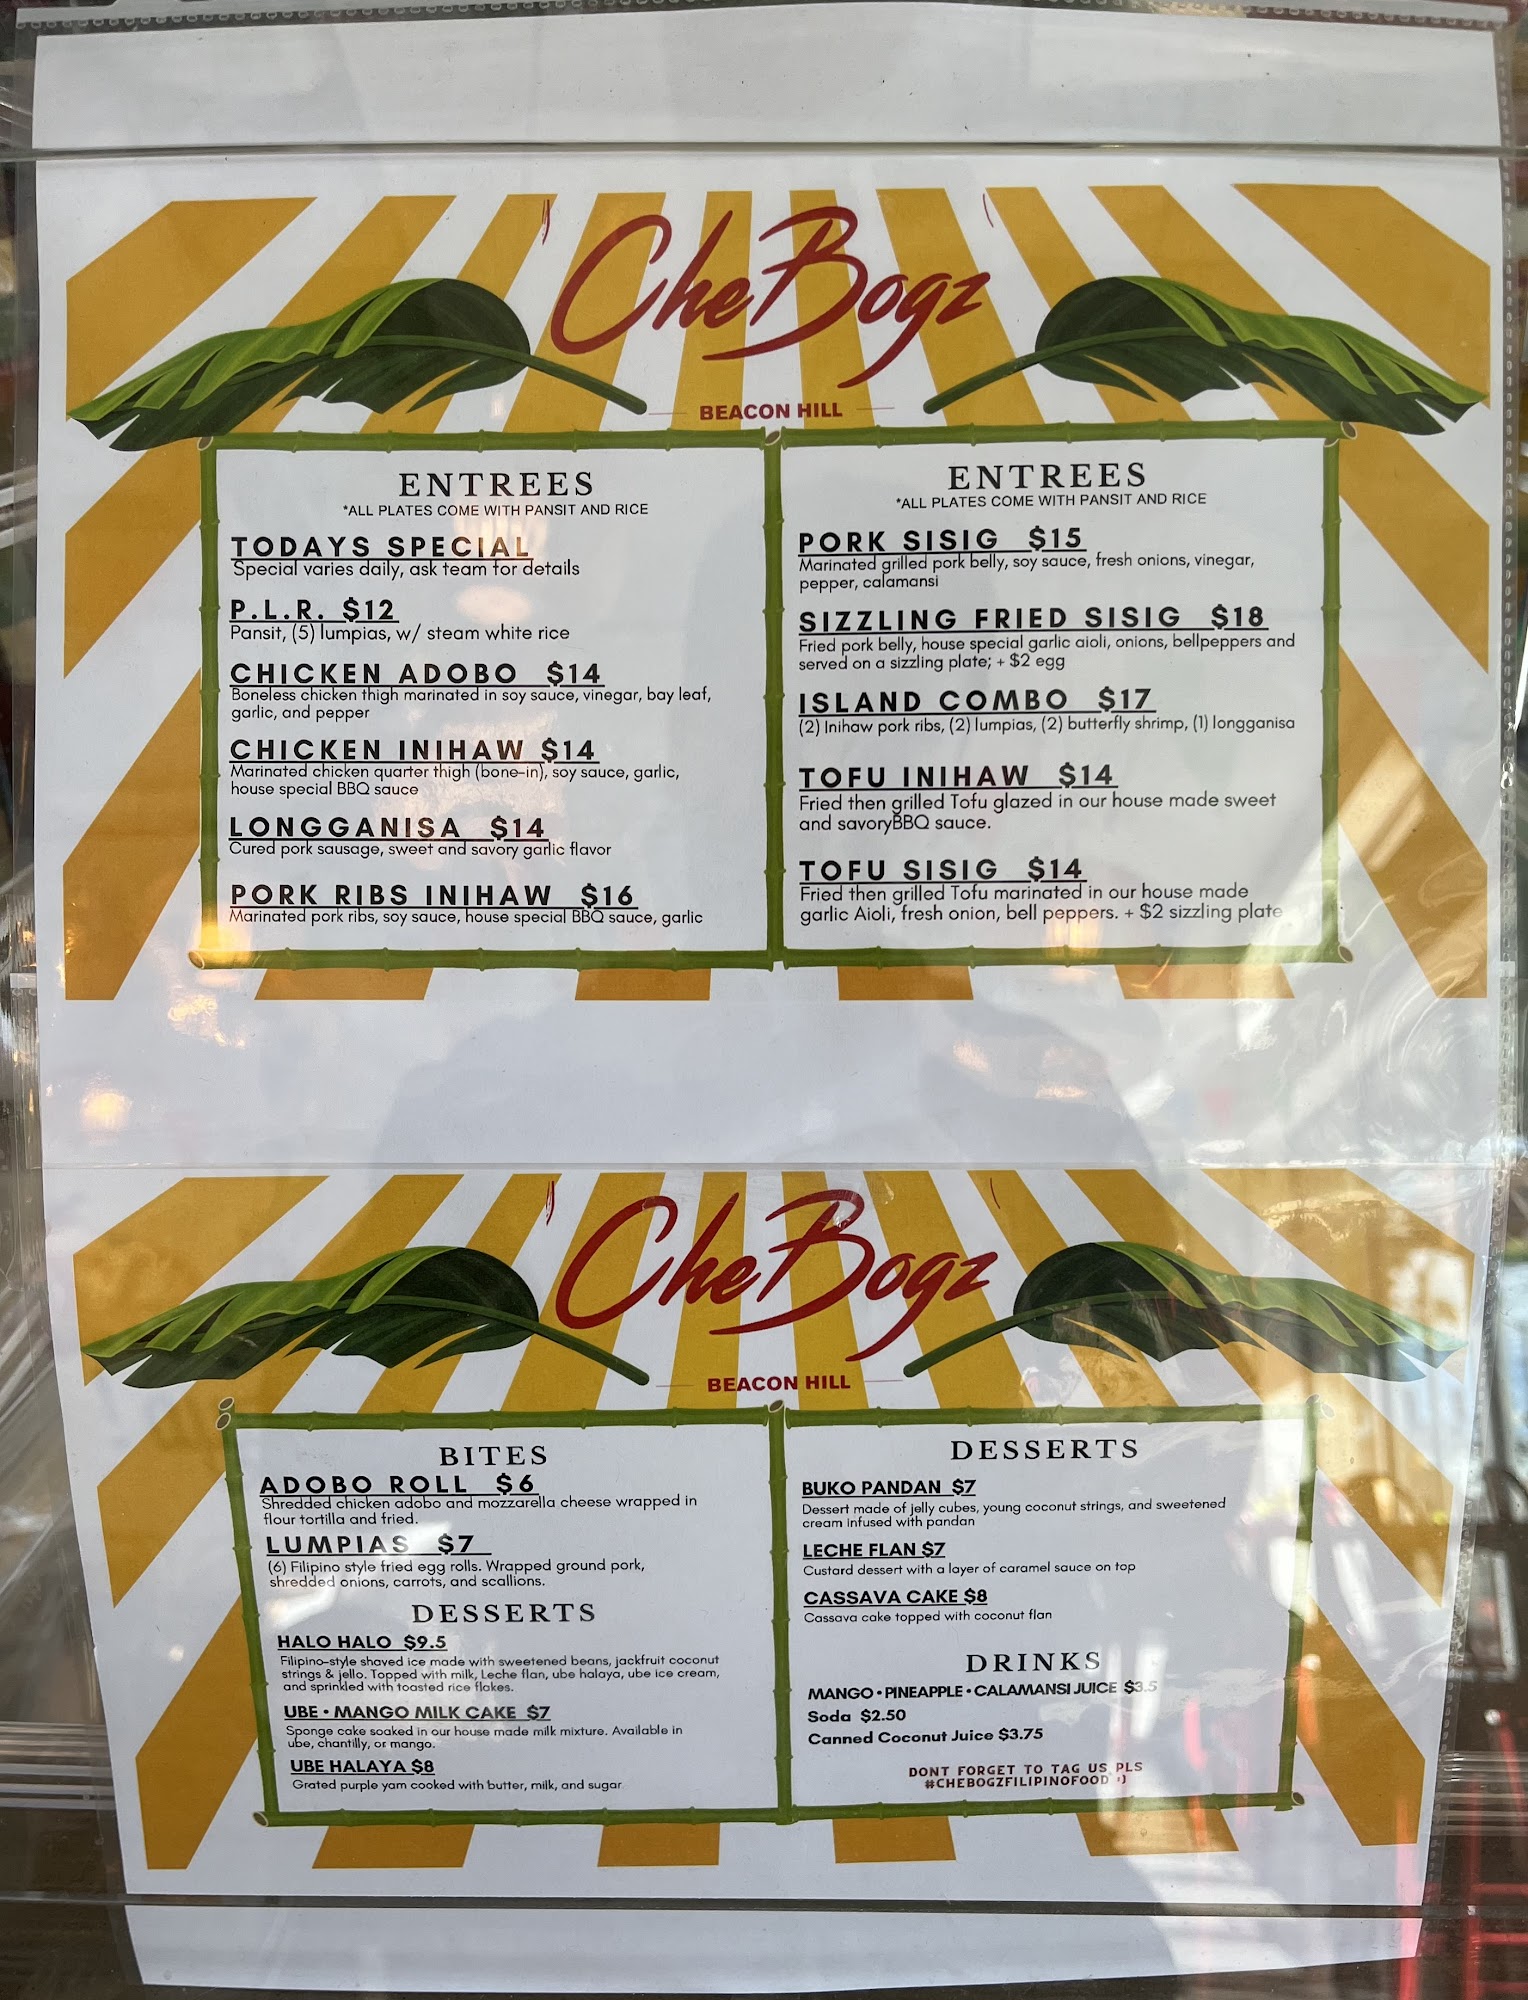 CheBogz
BEACON HILL
ENTREES
*ALL PLATES COME WITH PANSIT AND RICE
TODAYS SPECIAL
Special varies daily, ask team for details
P.L.R. $12
Pansit, (5) lumpias, w/ steam white rice
CHICKEN ADOBO $14
Boneless chicken thigh marinated in soy sauce, vinegar, bay leaf,
garlic, and pepper
CHICKEN INIHAW $14
Marinated chicken quarter thigh (bone-in), soy sauce, garlic,
house special BBQ sauce
LONGGANISA $14
Cured pork sausage, sweet and savory garlic flavor
PORK RIBS INIHAW $16
Marinated pork ribs, soy sauce, house special BBQ sauce, garlic
ENTREES
*ALL PLATES COME WITH PANSIT AND RICE
PORK SISIG $15
Marinated grilled pork belly, soy sauce, fresh onions, vinegar,
pepper, calamansi
SIZZLING FRIED SISIG $18
Fried pork belly, house special garlic aioli, onions, bellpeppers and
served on a sizzling plate; + $2 egg
ISLAND COMBO $17
(2) Inihaw pork ribs, (2) lumpias, (2) butterfly shrimp, (1) longganisa
TOFU INIHAW $14
Fried then grilled Tofu glazed in our house made sweet
and savoryBBQ sauce.
TOFU SISIG $14
Fried then grilled Tofu marinated in our house made
garlic Aioli, fresh onion, bell peppers. + $2 sizzling plate
CheBogz
BEACON HILL
BITES
ADOBO ROLL $6
Shredded chicken adobo and mozzarella cheese wrapped in
flour tortilla and fried.
LUMPIAS $7
(6) Filipino style fried egg rolls. Wrapped ground pork,
shredded onions, carrots, and scallions.
DESSERTS
HALO HALO $9.5
Filipino-style shaved ice made with sweetened beans, jackfruit coconut
strings & jello. Topped with milk, Leche flan, ube halaya, ube ice cream,
and sprinkled with toasted rice flakes.
UBE • MANGO MILK CAKE $7
Sponge cake soaked in our house made milk mixture. Available in
ube, chantilly, or mango.
UBE HALAYA $8
Grated purple yam cooked with butter, milk, and sugar
DESSERTS
BUKO PANDAN $7
Dessert made of jelly cubes, young coconut strings, and sweetened
cream infused with pandan
LECHE FLAN $7
Custard dessert with a layer of caramel sauce on top
CASSAVA CAKE $8
Cassava cake topped with coconut flan
DRINKS
MANGO • PINEAPPLE • CALAMANSI JUICE $3.5
Soda $2.50
Canned Coconut Juice $3.75
DONT FORGET TO TAG US PLS
#CHEBOGZFILIPINOFOOD :)